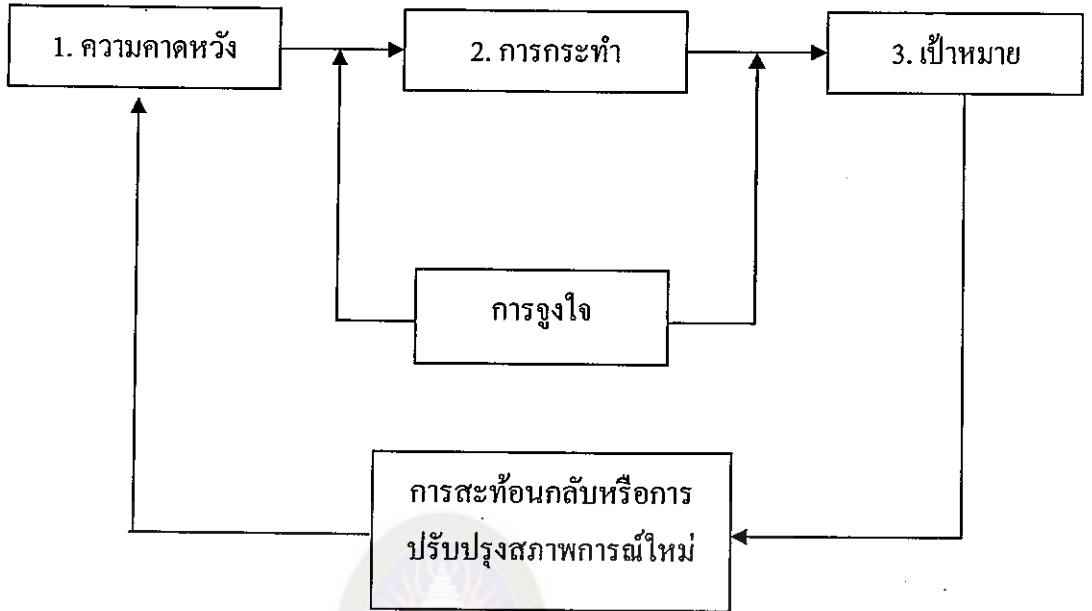 1. ความคาดหวัง
2. การกระทำ
3. เป้าหมาย
การจูงใจ
การสะท้อนกลับหรือการ
ปรับปรุงสภาพการณ์ใหม่